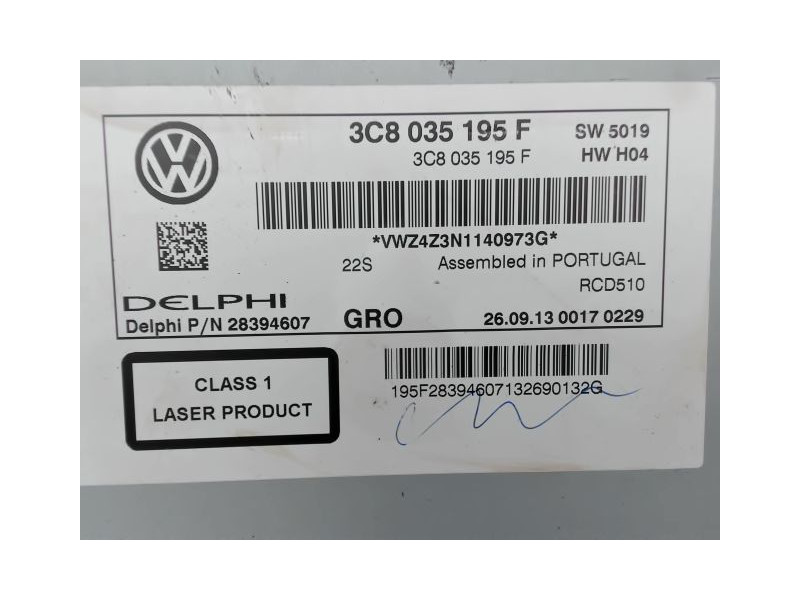 3C8 035 195 F SW 5019
3C8 035 195 F HW H04
*VWZ4Z3N1140973G*
22S Assembled in PORTUGAL
RCD510
DELPHI
Delphi P/N 28394607 GRO 26.09.13 0017 0229
CLASS 1
LASER PRODUCT
195F28394607132690132G